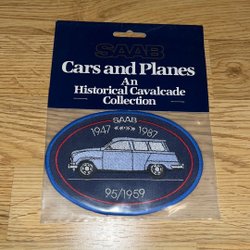 SAAB
Cars and Planes
An
Historical Cavalcade
Collection
SAAB
1947 1987
95/1959